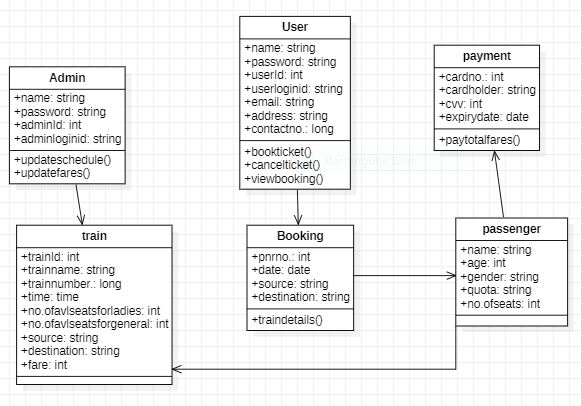 Admin
+name: string
+password: string
+adminId: int
+adminloginid: string
+updateschedule()
+updatefares()
User
+name: string
+password: string
+userId: int
+userloginid: string
+email: string
+address: string
+contactno.: long
+bookticket()
+cancelticket()
+viewbooking()
payment
+cardno.: int
+cardholder: string
+cvv: int
+expirydate: date
+paytotalfares()
train
+trainId: int
+trainname: string
+trainnumber.: long
+time: time
+no.ofavlseatsforladies: int
+no.ofavlseatsforgeneral: int
+source: string
+destination: string
+fare: int
Booking
+pnrno.: int
+date: date
+source: string
+destination: string
+traindetails()
passenger
+name: string
+age: int
+gender: string
+quota: string
+no.ofseats: int